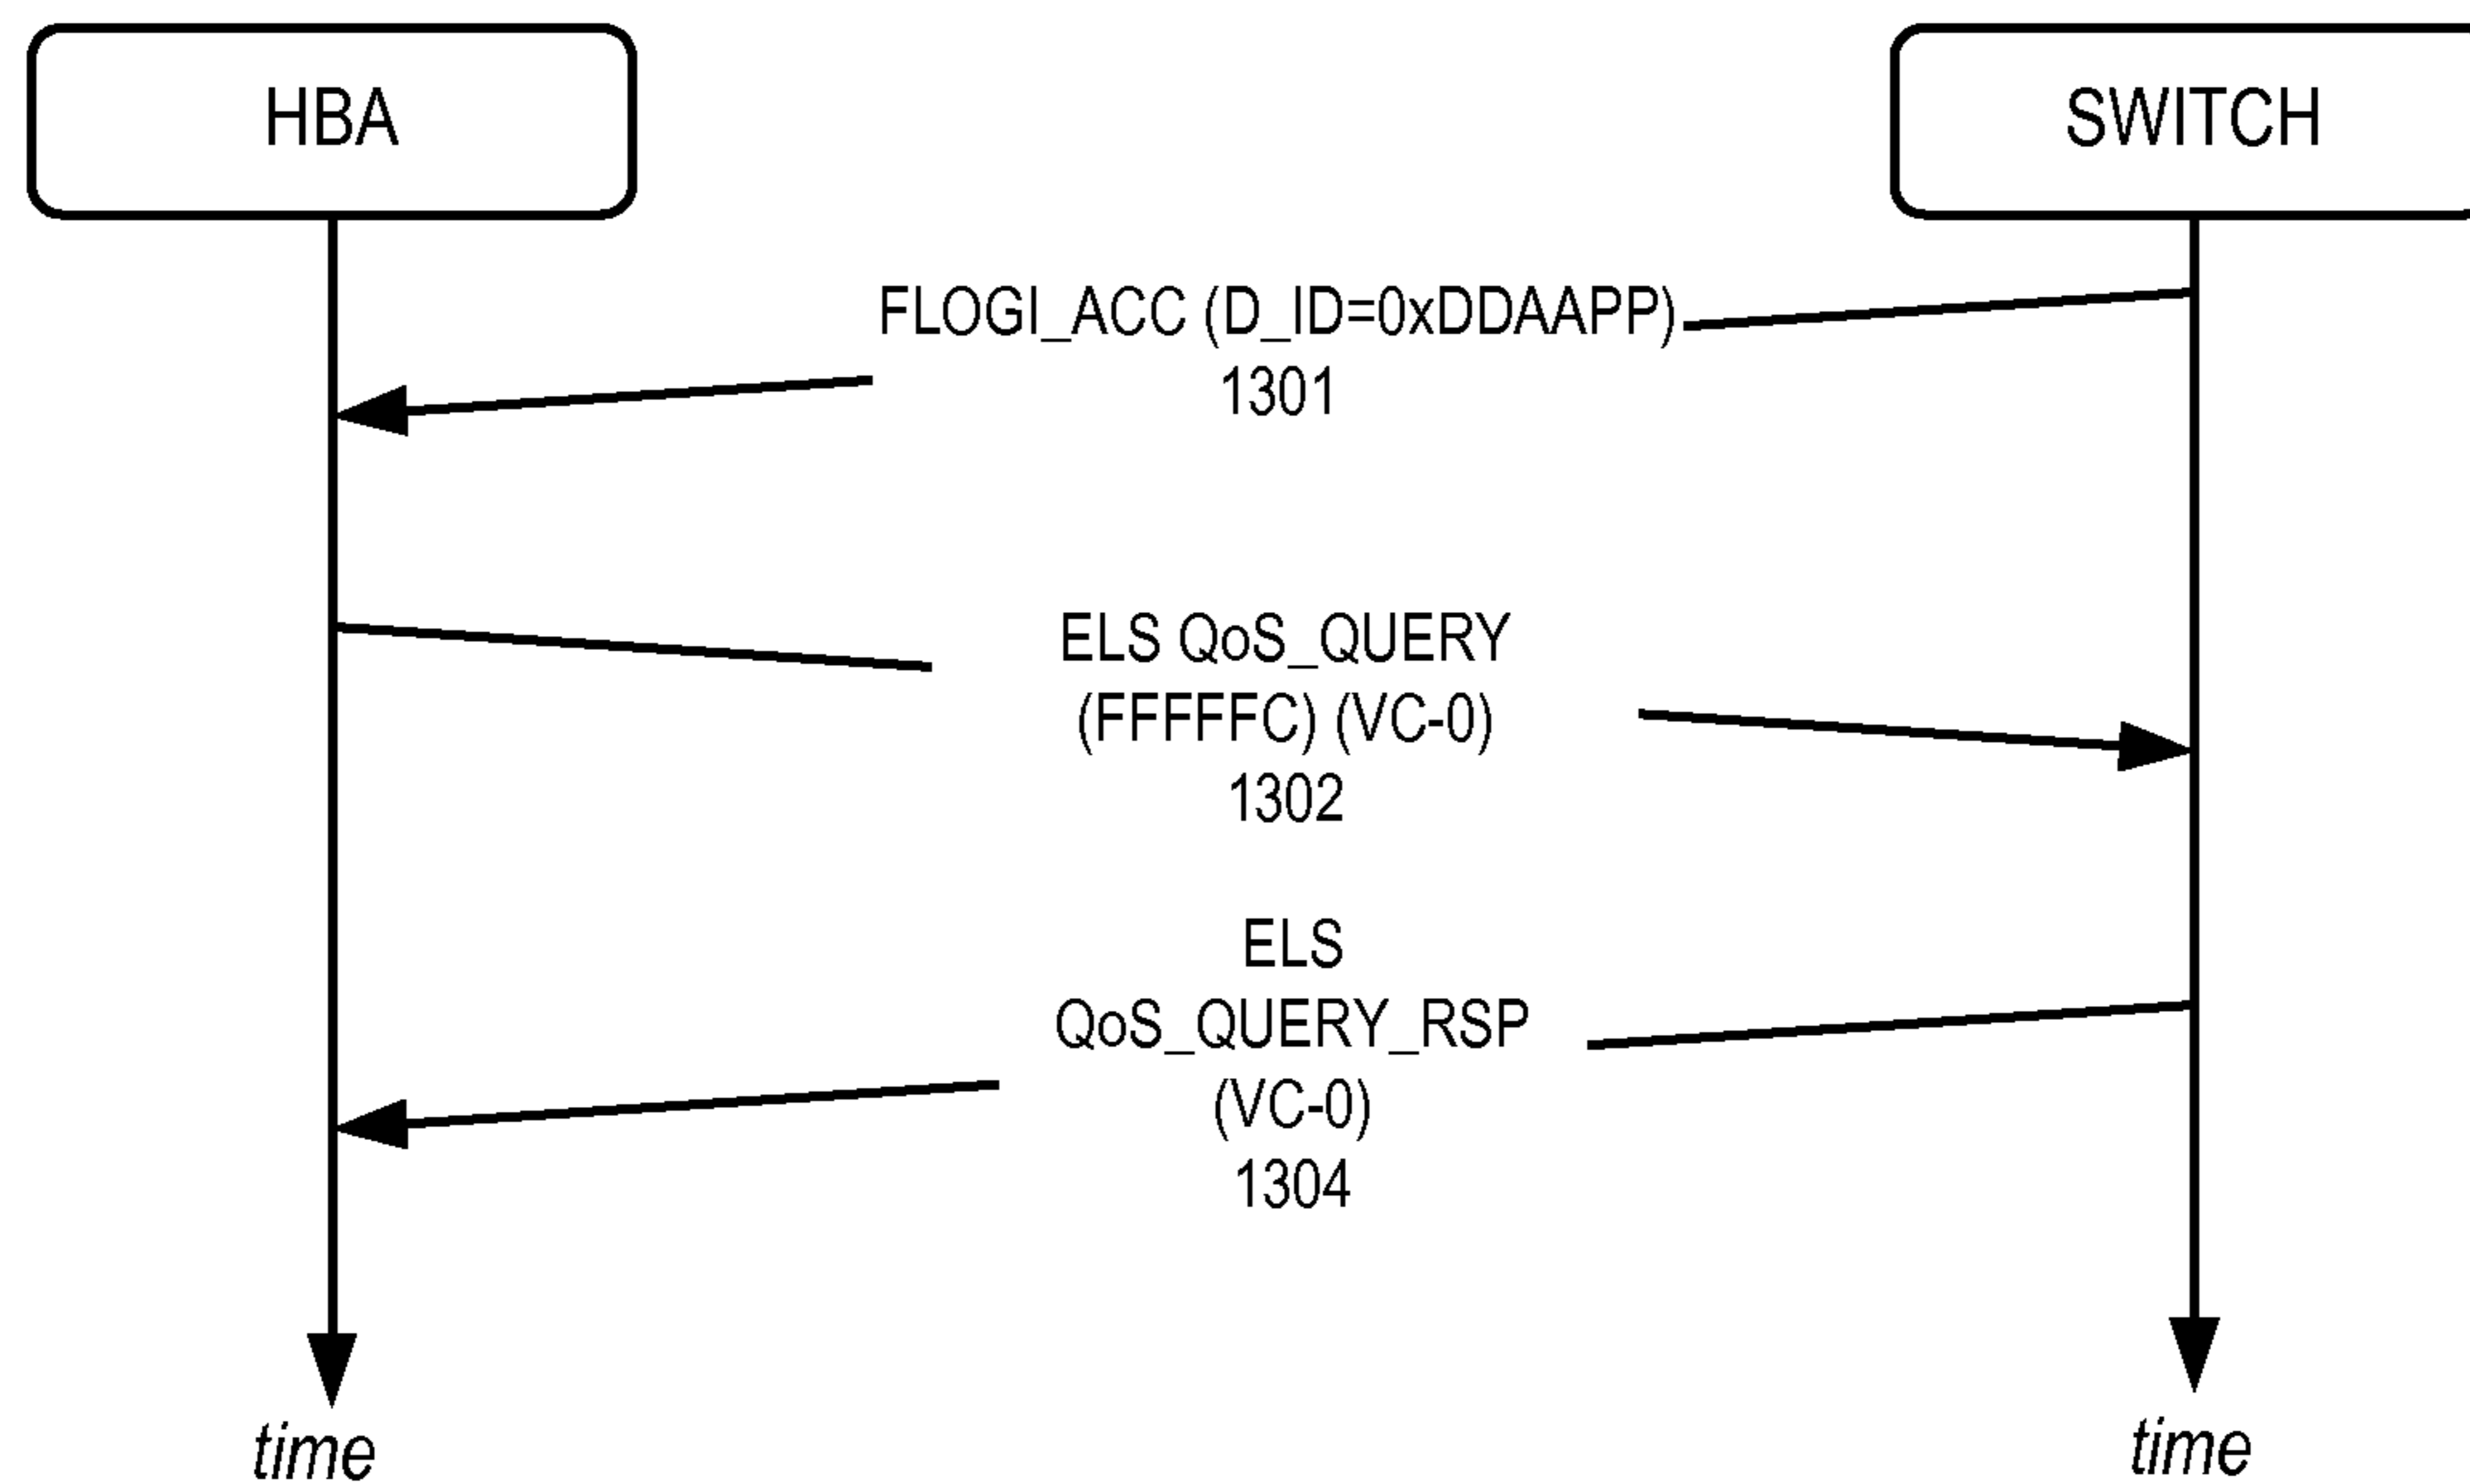 HBA
SWITCH
FLOGI_ACC (D_ID=0xDDAAPP)
1301
ELS QoS_QUERY
(FFFFFC) (VC-0)
1302
ELS
QoS_QUERY_RSP
(VC-0)
1304
time
time